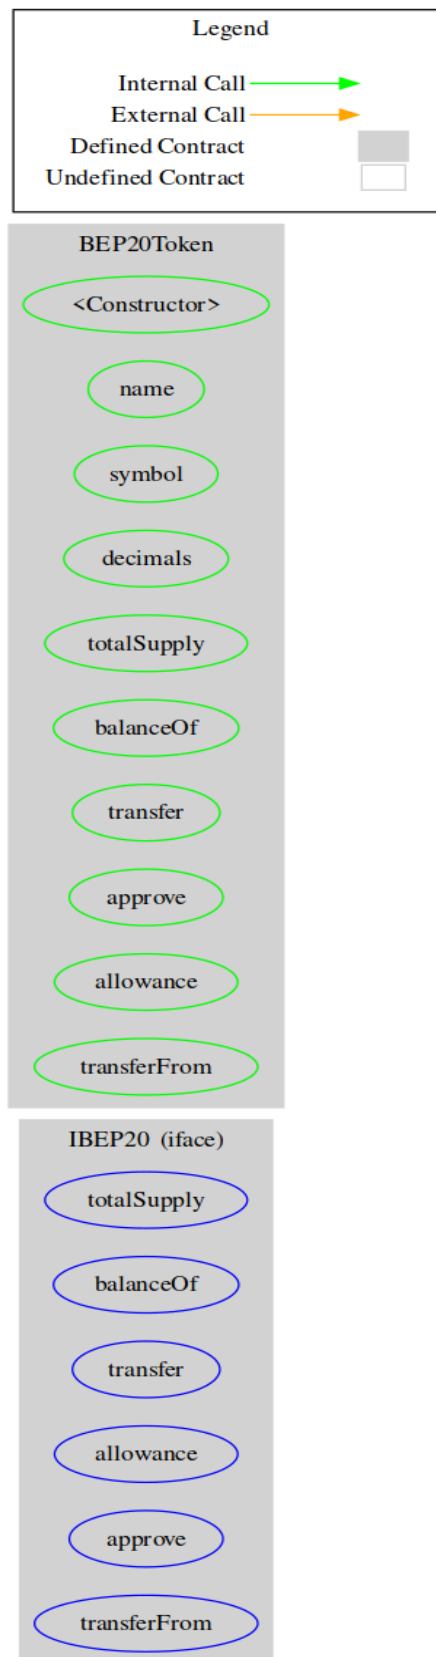 Legend
Internal Call
External Call
Defined Contract
Undefined Contract
BEP20Token
<Constructor>
name
symbol
decimals
totalSupply
balanceOf
transfer
approve
allowance
transferFrom
IBEP20 (iface)
totalSupply
balanceOf
transfer
allowance
approve
transferFrom